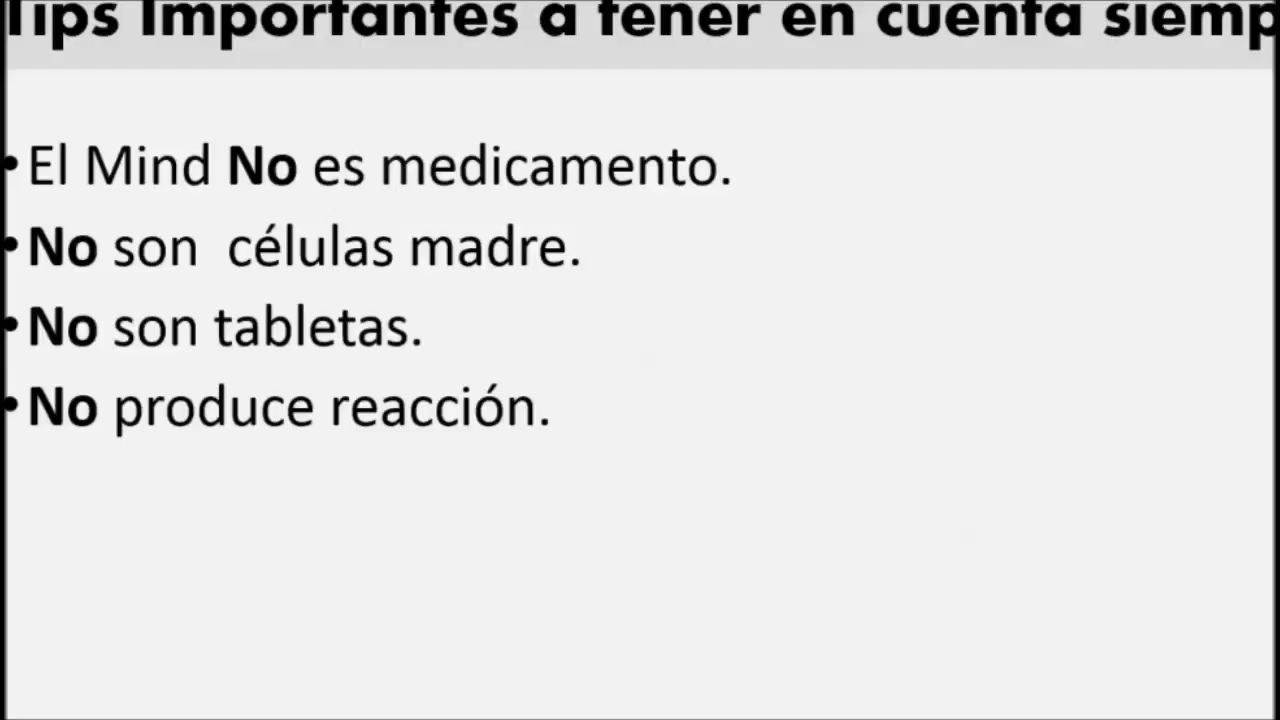 Tips Importantes a tener en cuenta siemp
• El Mind No es medicamento.
• No son células madre.
• No son tabletas.
• No produce reacción.